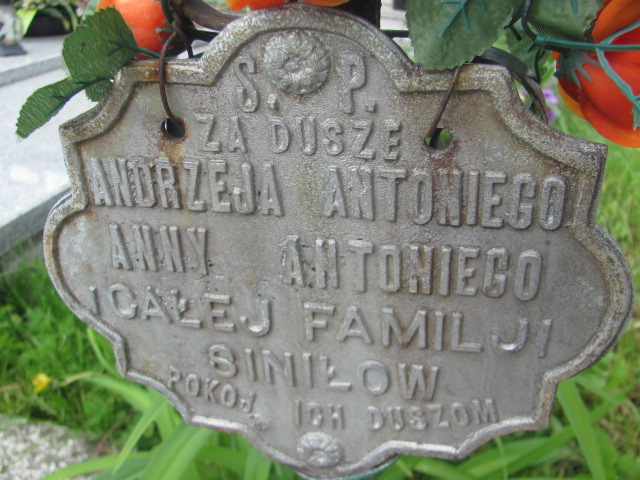 S. P.
ZA DUSZE
ANDRZEJA ANTONIEGO
ANNY ANTONIEGO
I CAŁEJ FAMILJI
SINIŁOW
POKOJ ICH DUSZOM